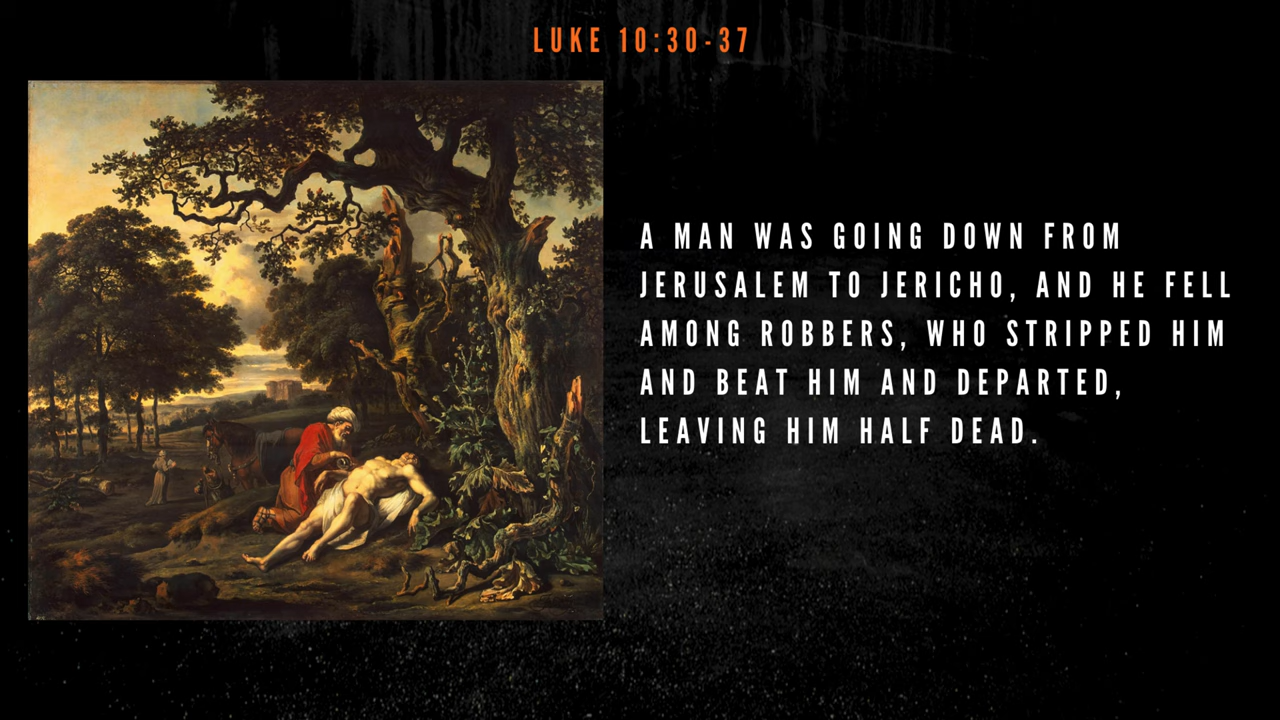 LUKE 10:30-37
A MAN WAS GOING DOWN FROM
JERUSALEM TO JERICHO, AND HE FELL
AMONG ROBBERS, WHO STRIPPED HIM
AND BEAT HIM AND DEPARTED,
LEAVING HIM HALF DEAD.